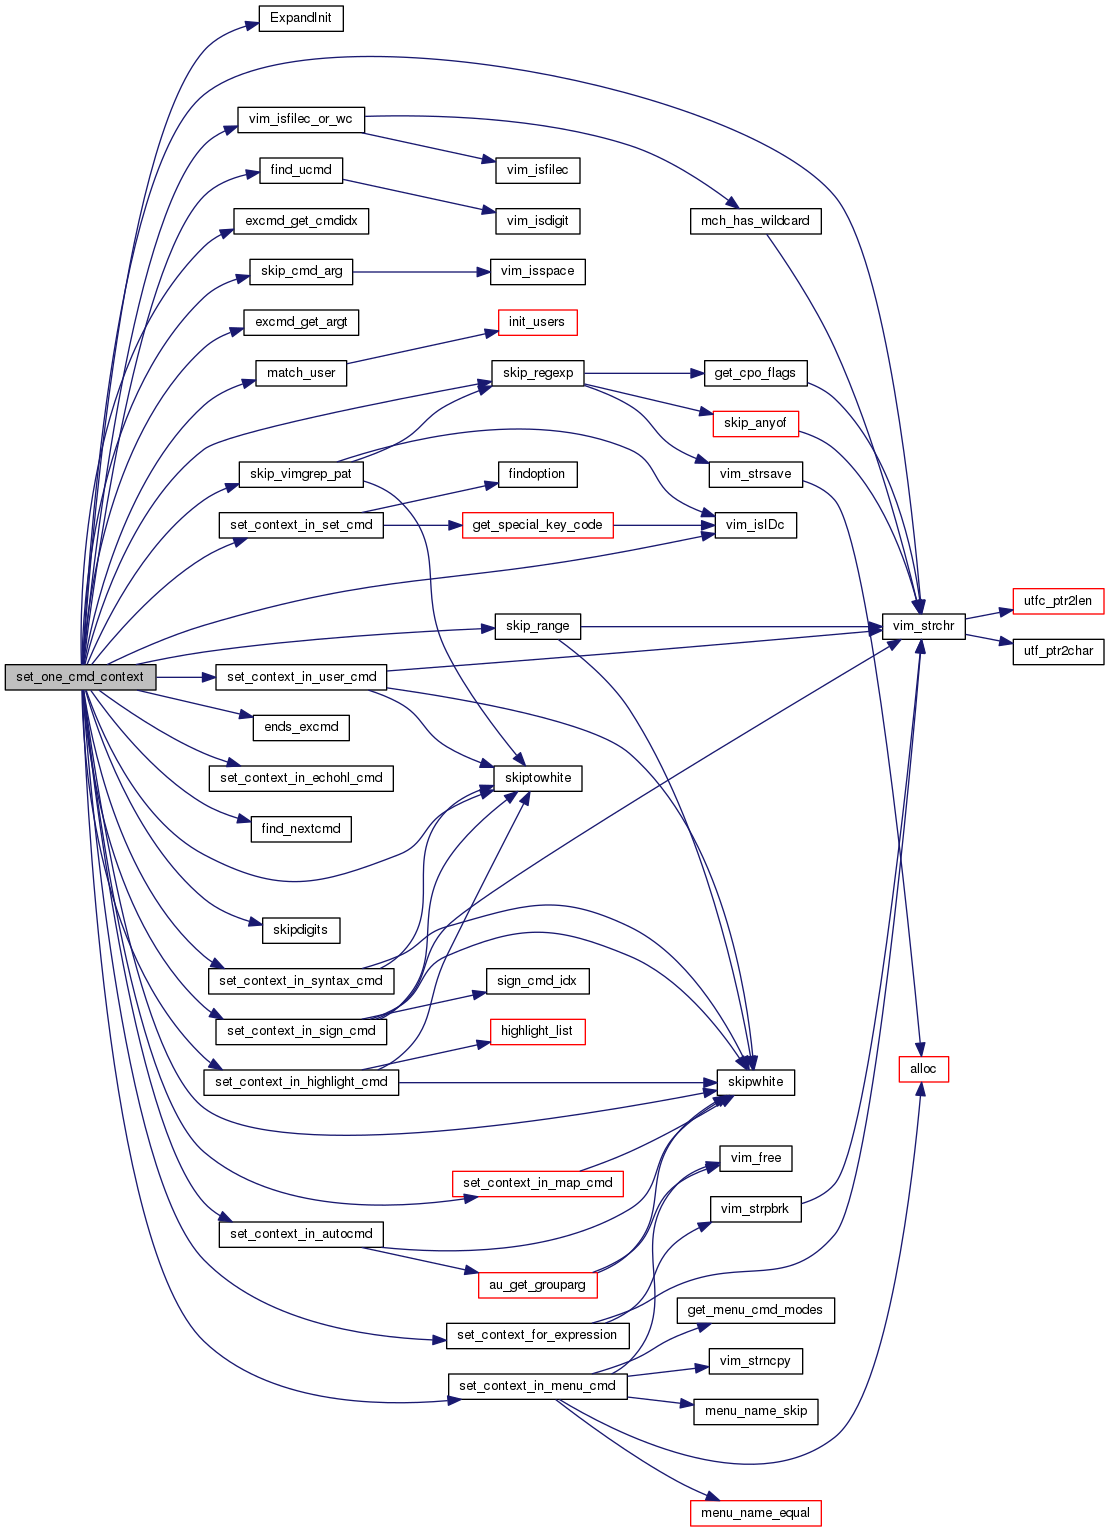 ExpandInit
vim_isfilec_or_wc
find_ucmd
vim_isfilec
excmd_get_cmdidx
vim_isdigit
mch_has_wildcard
skip_cmd_arg
vim_isspace
excmd_get_argt
init_users
match_user
skip_regexp
get_cpo_flags
skip_anyof
skip_vimgrep_pat
findoption
vim_strsave
set_context_in_set_cmd
get_special_key_code
vim_isIDc
utfc_ptr2len
skip_range
vim_strchr
utf_ptr2char
set_one_cmd_context
set_context_in_user_cmd
ends_excmd
set_context_in_echohl_cmd
skiptowhite
find_nextcmd
skipdigits
set_context_in_syntax_cmd
sign_cmd_idx
set_context_in_sign_cmd
highlight_list
alloc
set_context_in_highlight_cmd
skipwhite
vim_free
set_context_in_map_cmd
vim_strpbrk
set_context_in_autocmd
au_get_grouparg
get_menu_cmd_modes
set_context_for_expression
vim_strncpy
set_context_in_menu_cmd
menu_name_skip
menu_name_equal